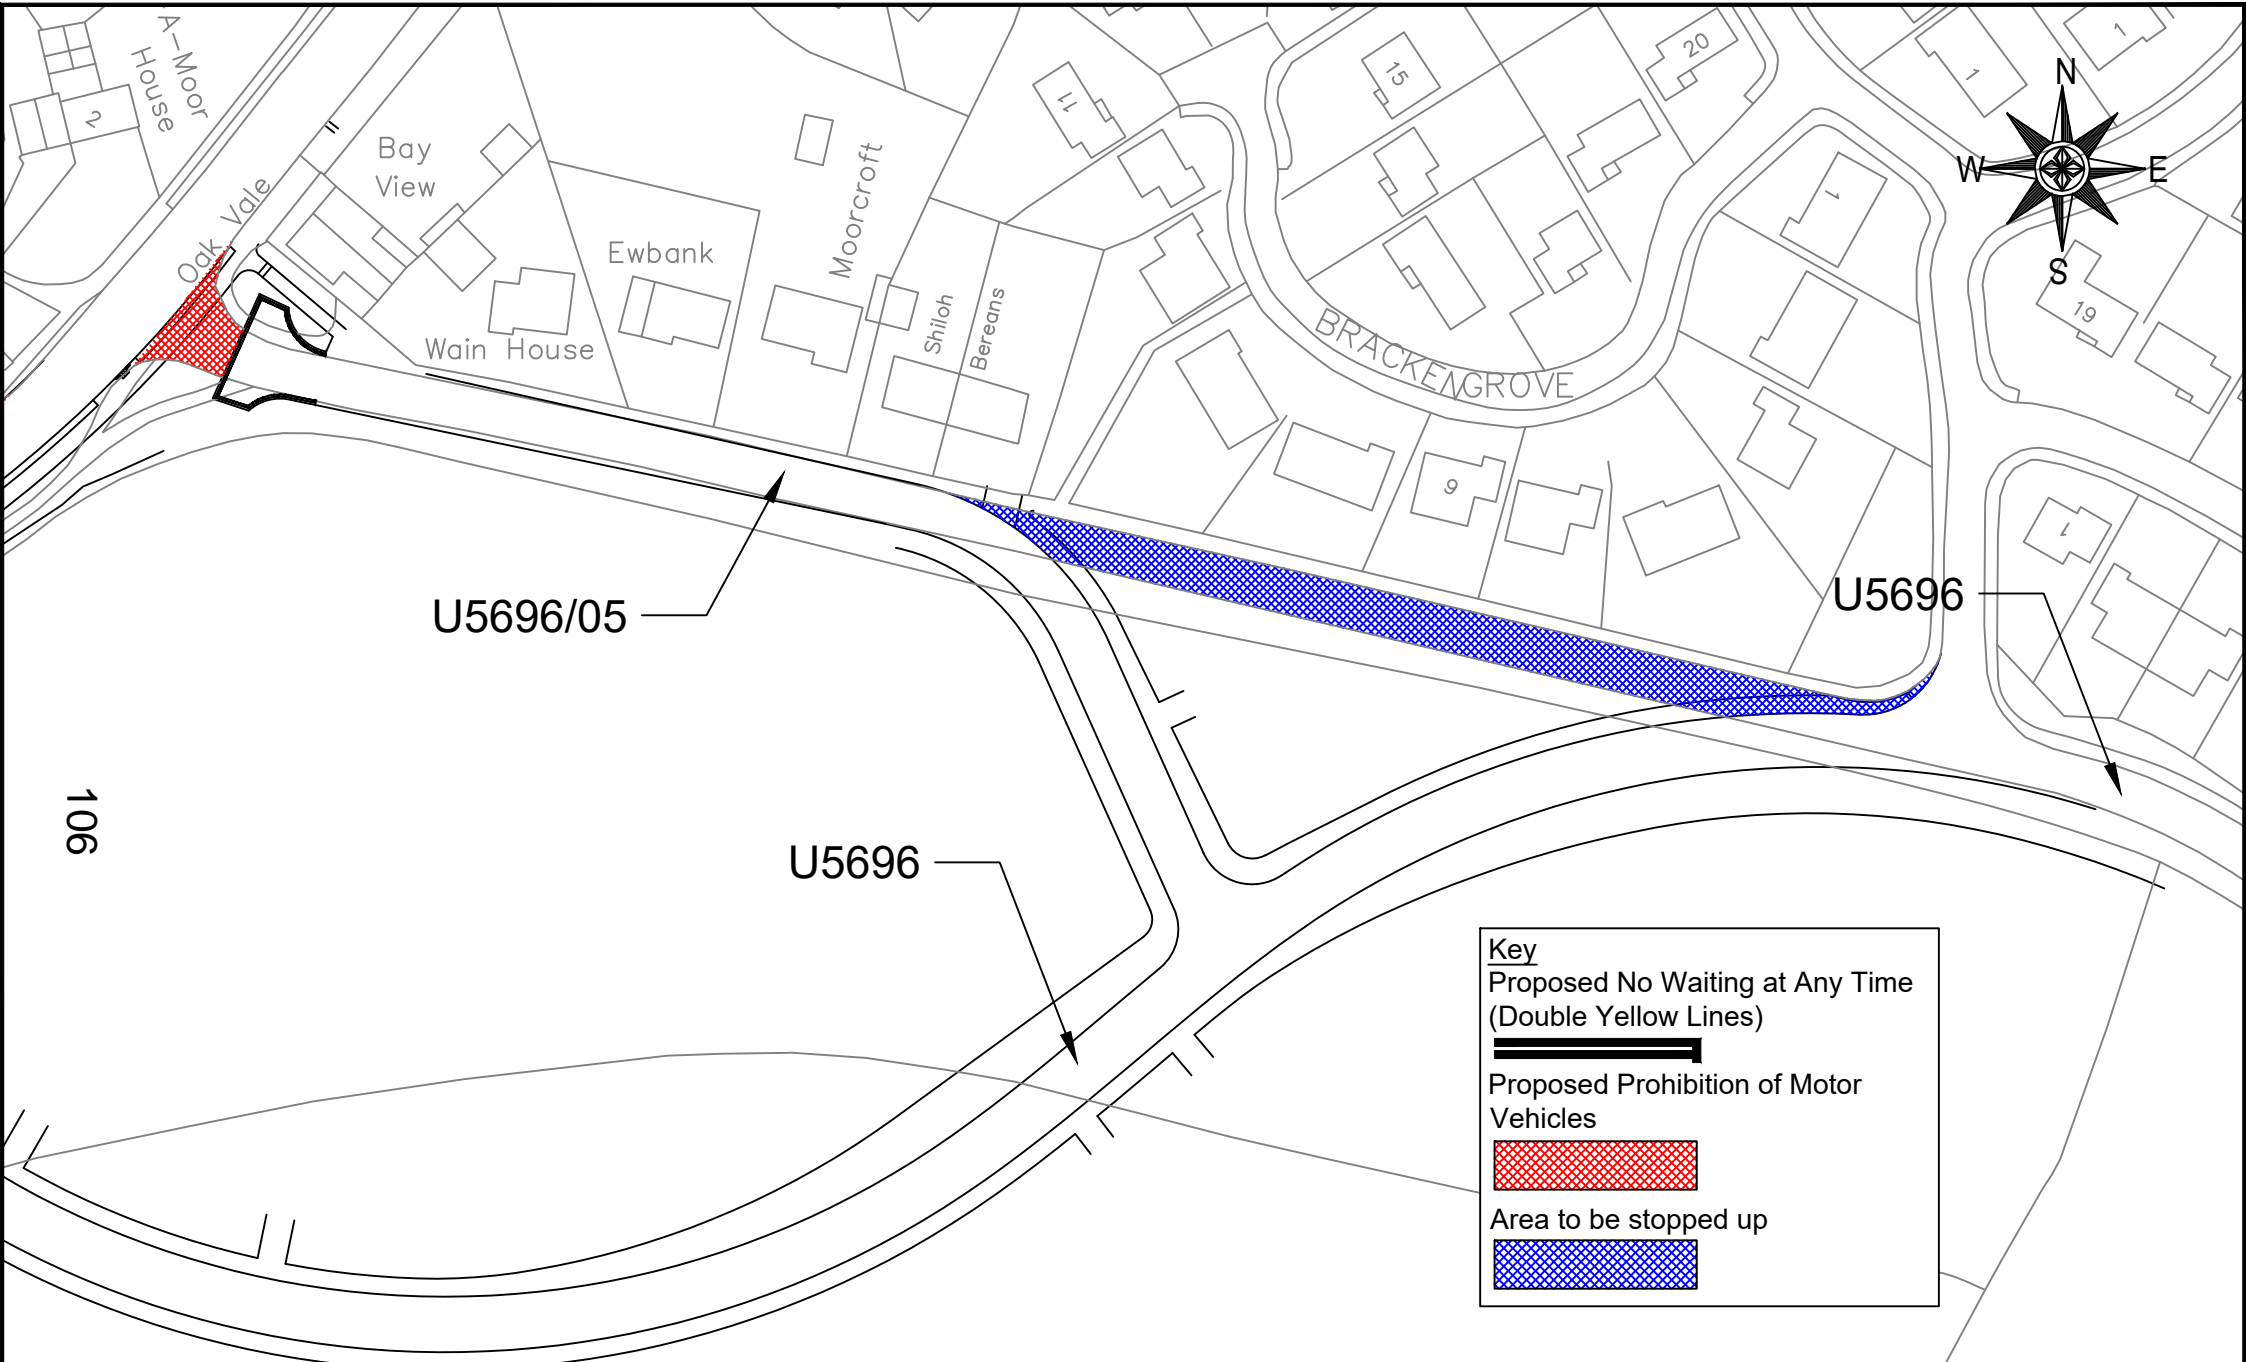 A-Moor
House
2
Bay
View
Oak Vale
Ewbank
Moorcroft
Wain House
Shiloh
Bereans
11
15
20
1
1
1
N
W
E
S
19
BRACKENGROVE
9
1
U5696/05
U5696
106
U5696
Key
Proposed No Waiting at Any Time
(Double Yellow Lines)
Proposed Prohibition of Motor
Vehicles
Area to be stopped up